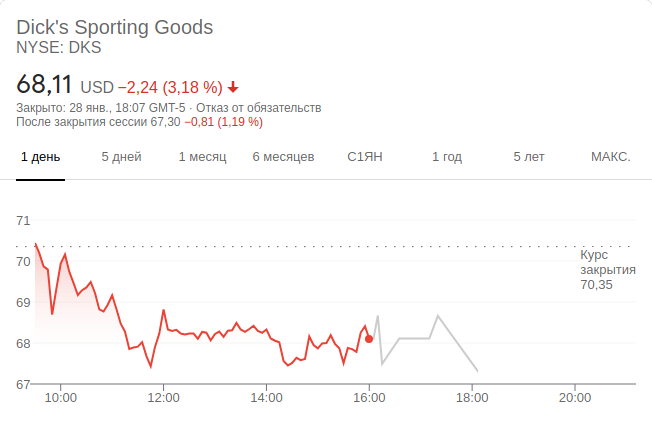 Dick's Sporting Goods
NYSE: DKS
68,11 USD −2,24 (3,18 %)
Закрыто: 28 янв., 18:07 GMT-5 · Отказ от обязательств
После закрытия сессии 67,30 −0,81 (1,19 %)
1 день 5 дней 1 месяц 6 месяцев С1ЯН 1 год 5 лет МАКС.
71
Курс
закрытия
70,35
70
69
68
67
10:00 12:00 14:00 16:00 18:00 20:00